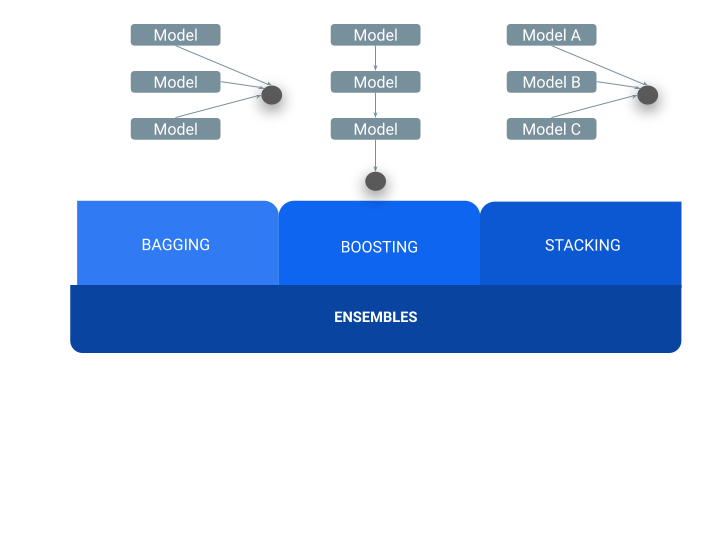 Model
Model
Model
Model
Model
Model
Model A
Model B
Model C
BAGGING
BOOSTING
STACKING
ENSEMBLES